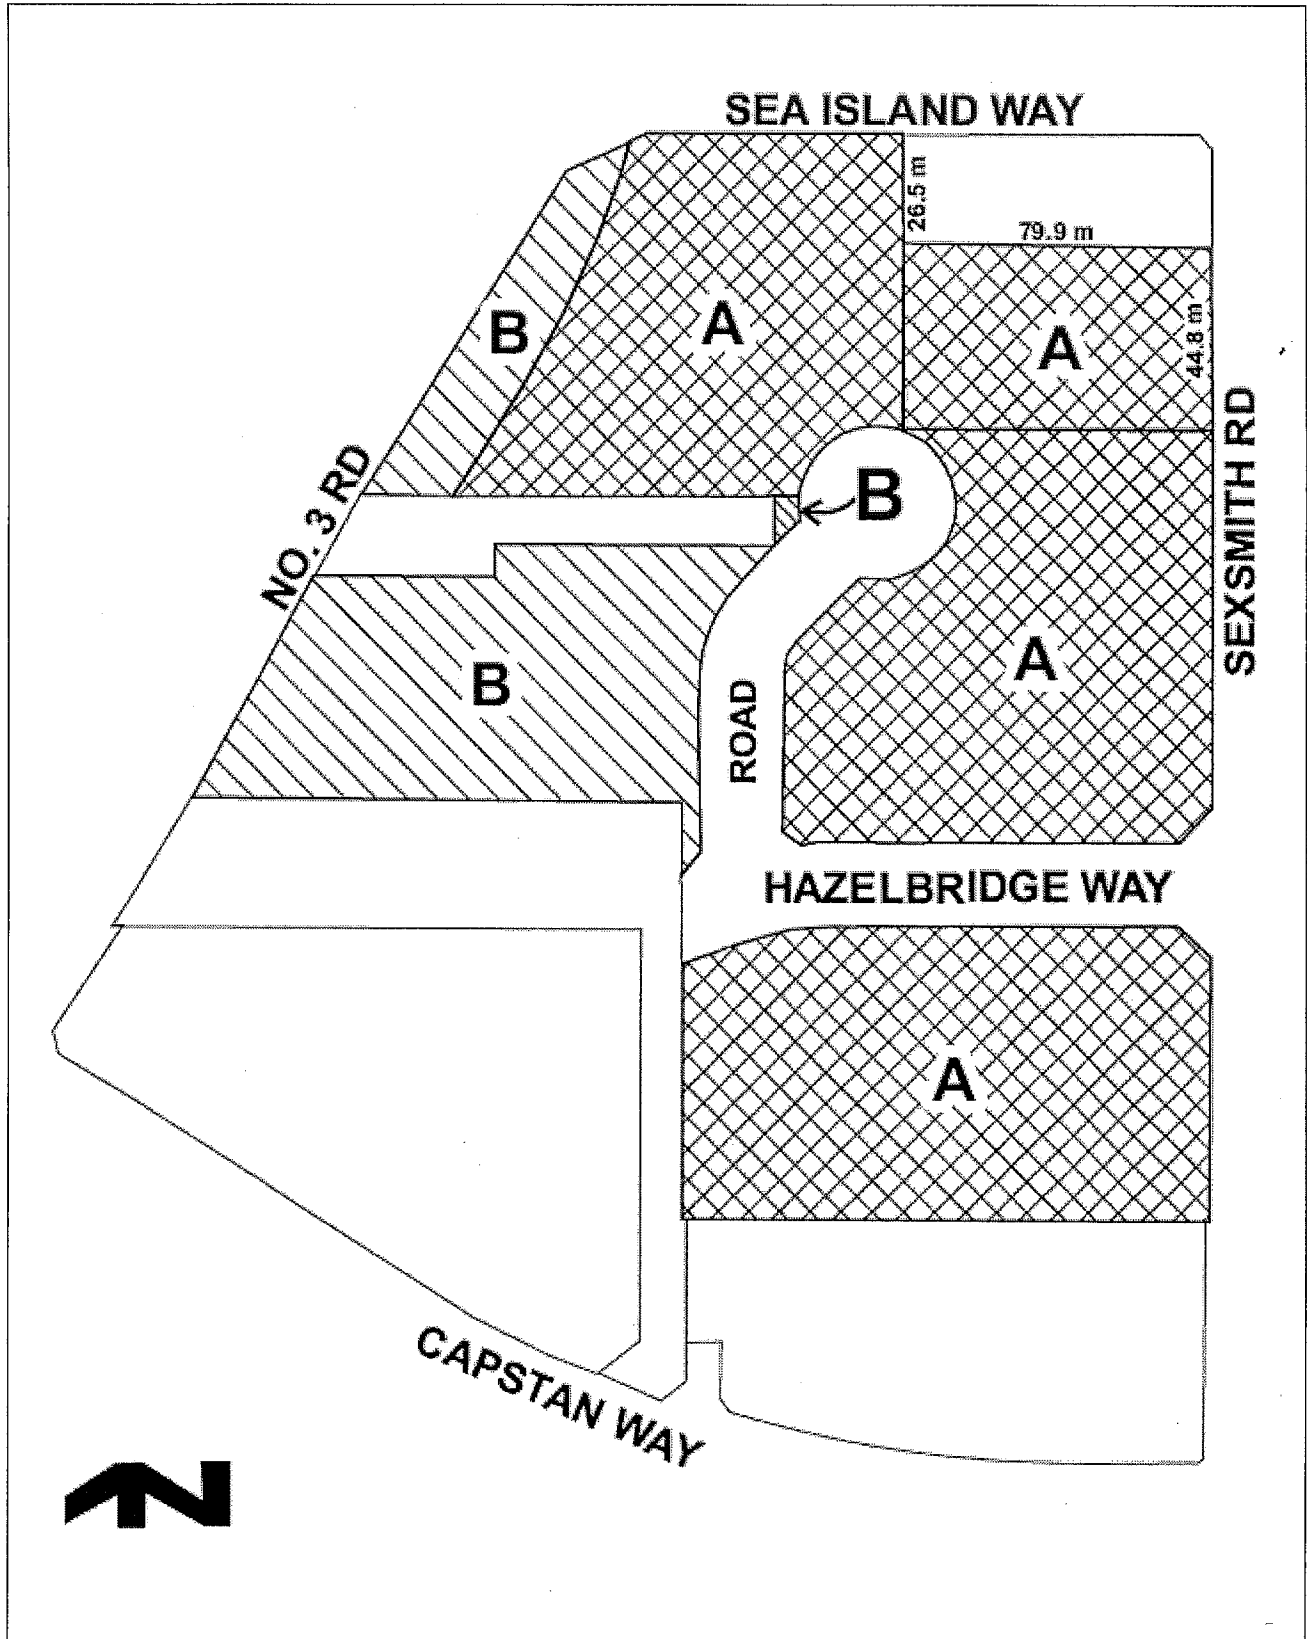 SEA ISLAND WAY
26.5 m
79.9 m
B
A
A
44.8 m
NO. 3 RD
B
SEXSMITH RD
B
A
ROAD
HAZELBRIDGE WAY
A
CAPSTAN WAY
N